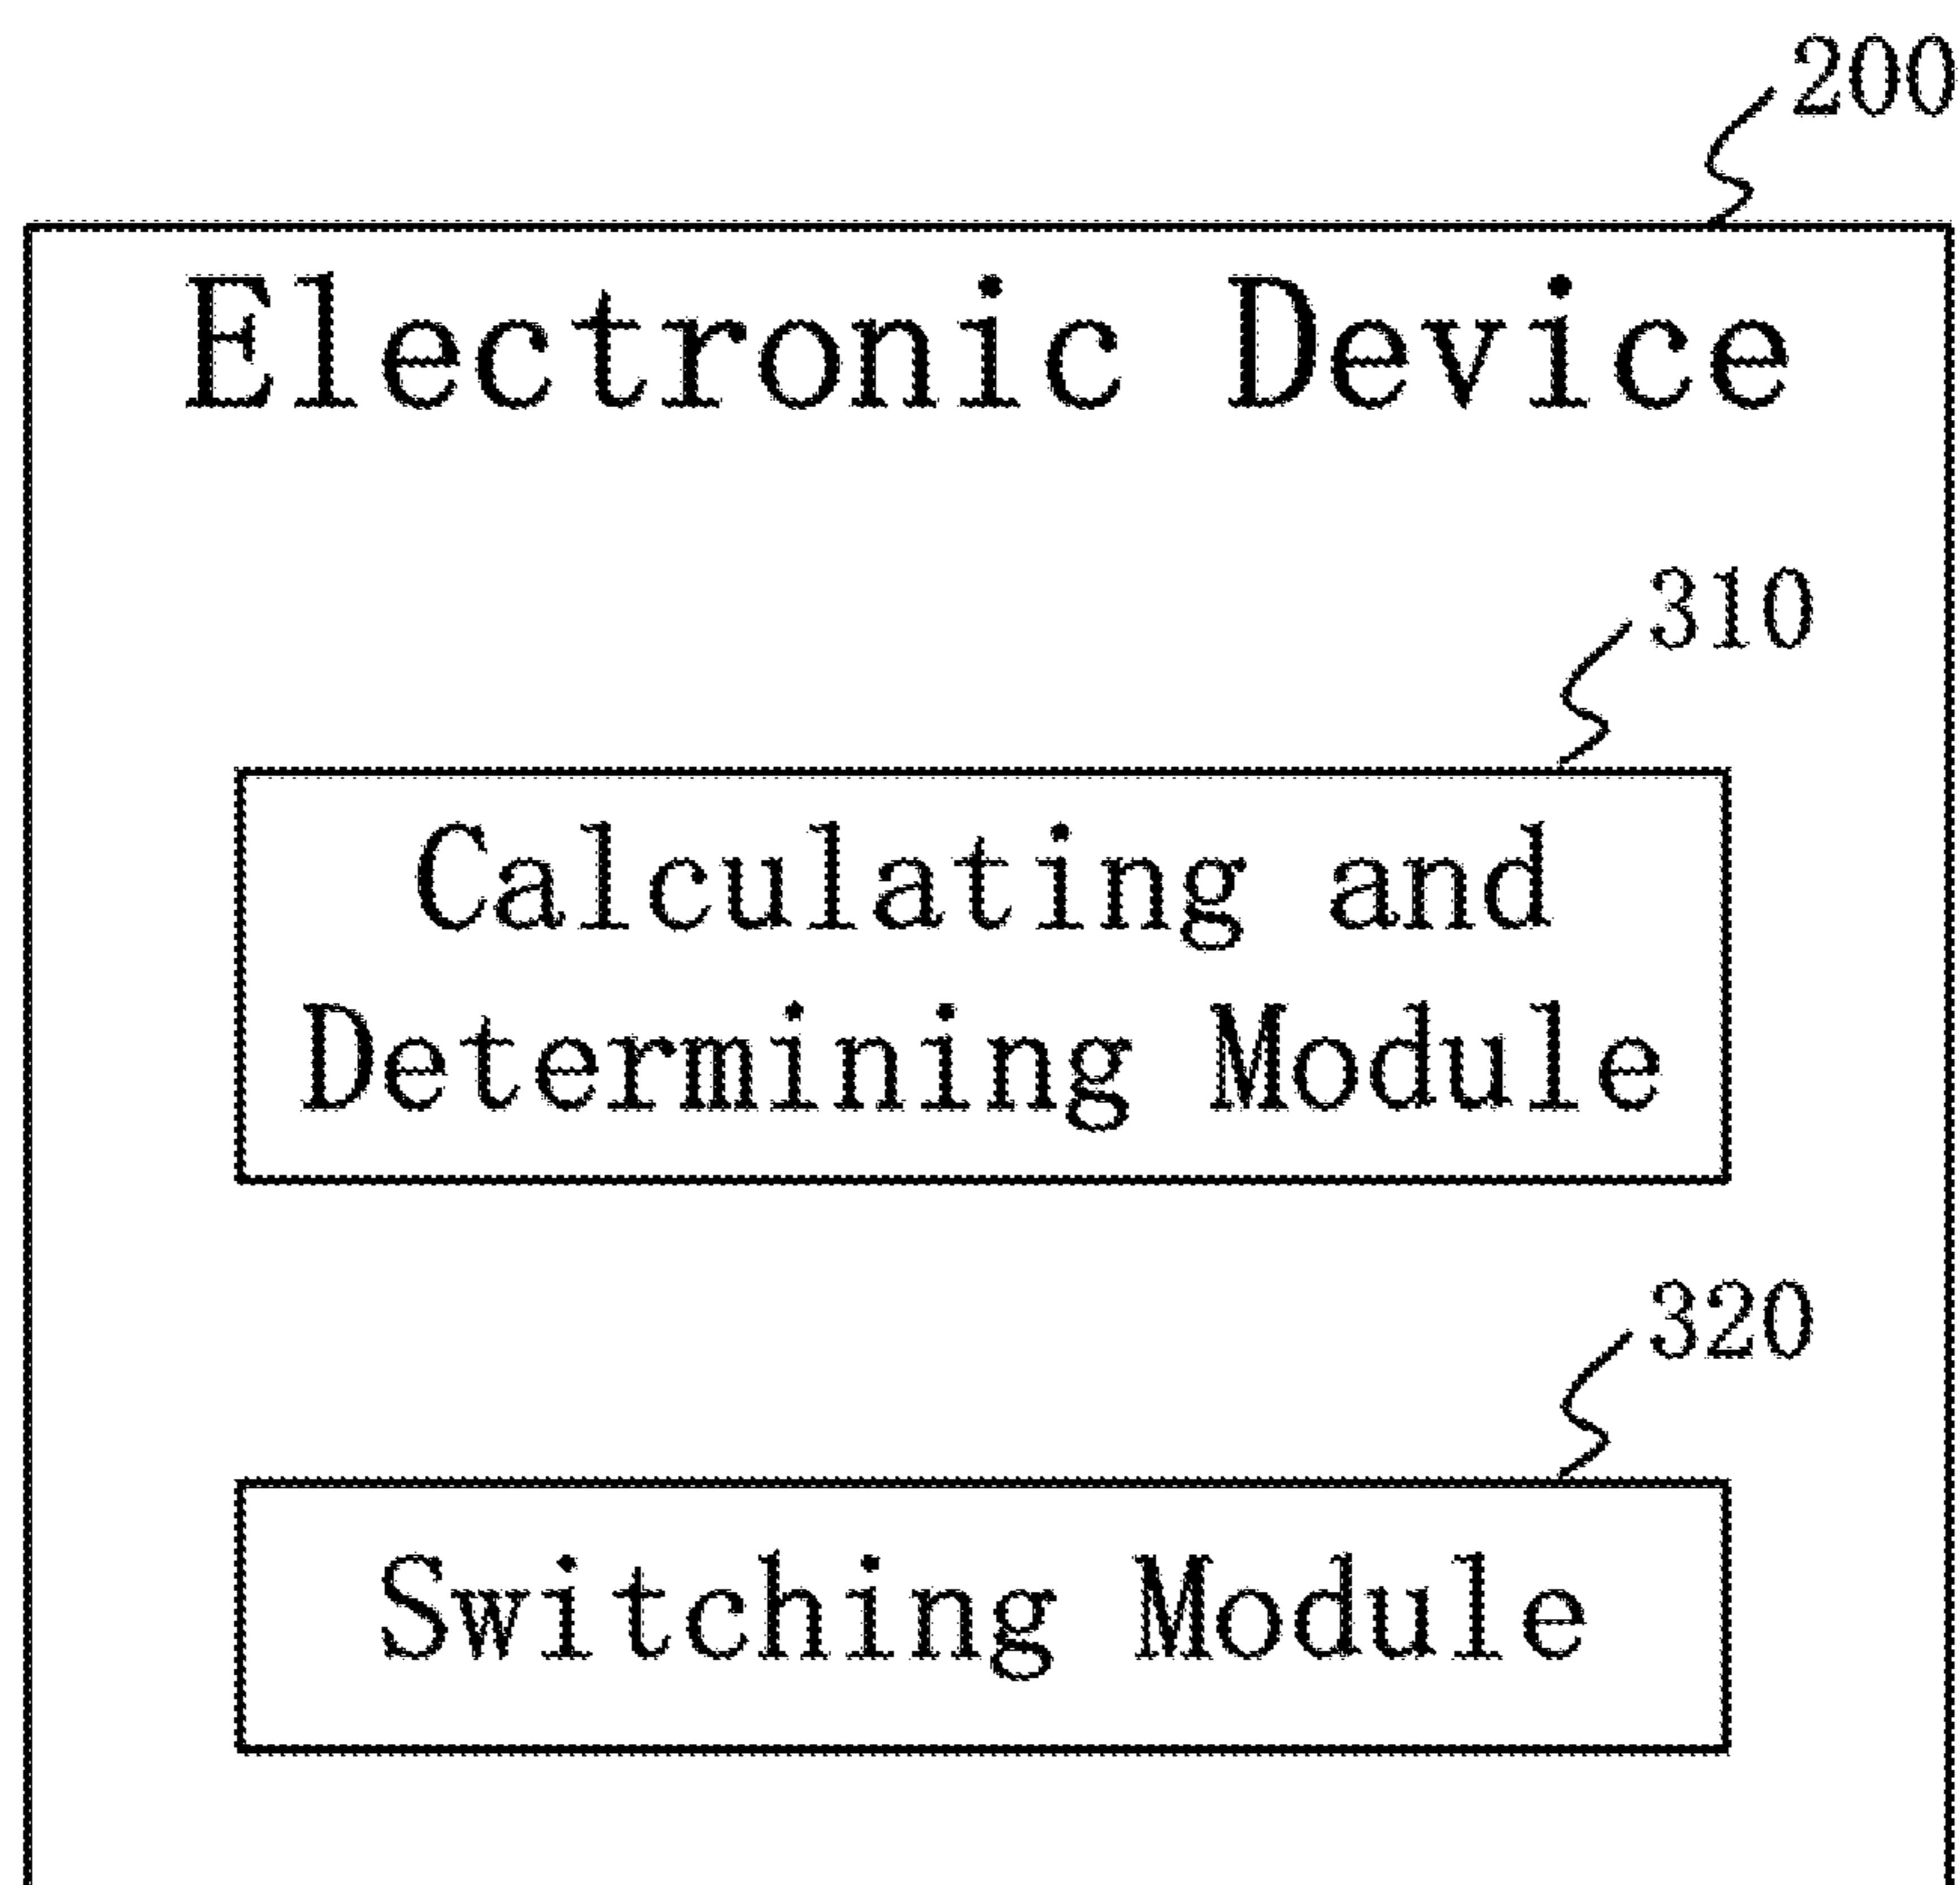 200
Electronic Device
310
Calculating and
Determining Module
320
Switching Module